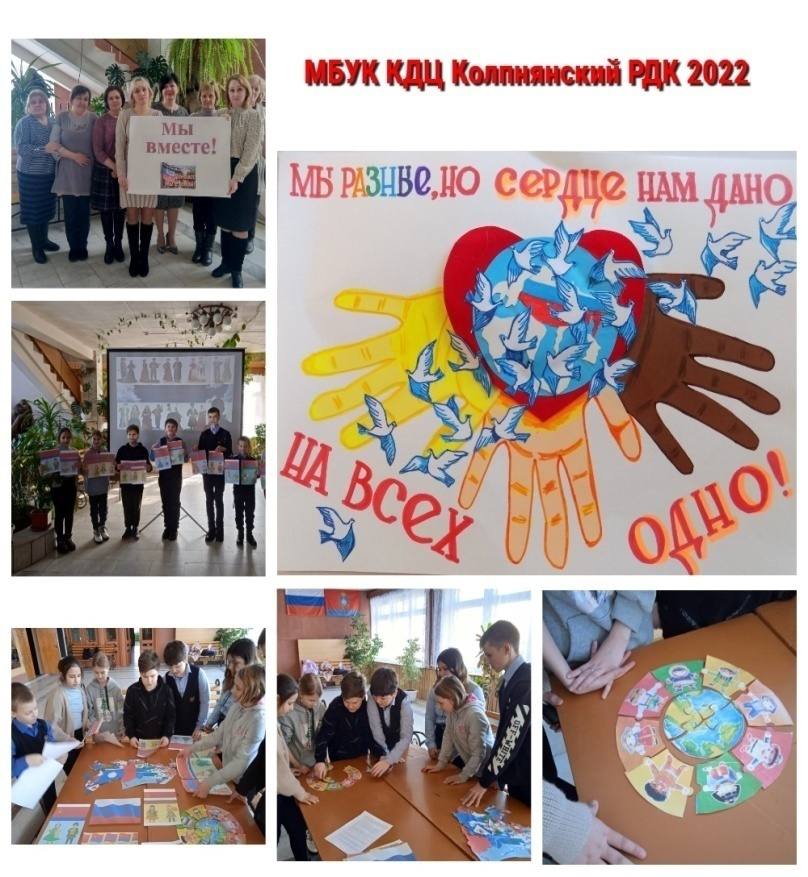 МБУК КДЦ Колпнянский РДК 2022
Мы
вместе!
МЫ РАЗНЫЕ, НО СЕРДЦЕ НАМ ДАНО
НА ВСЕХ
ОДНО!